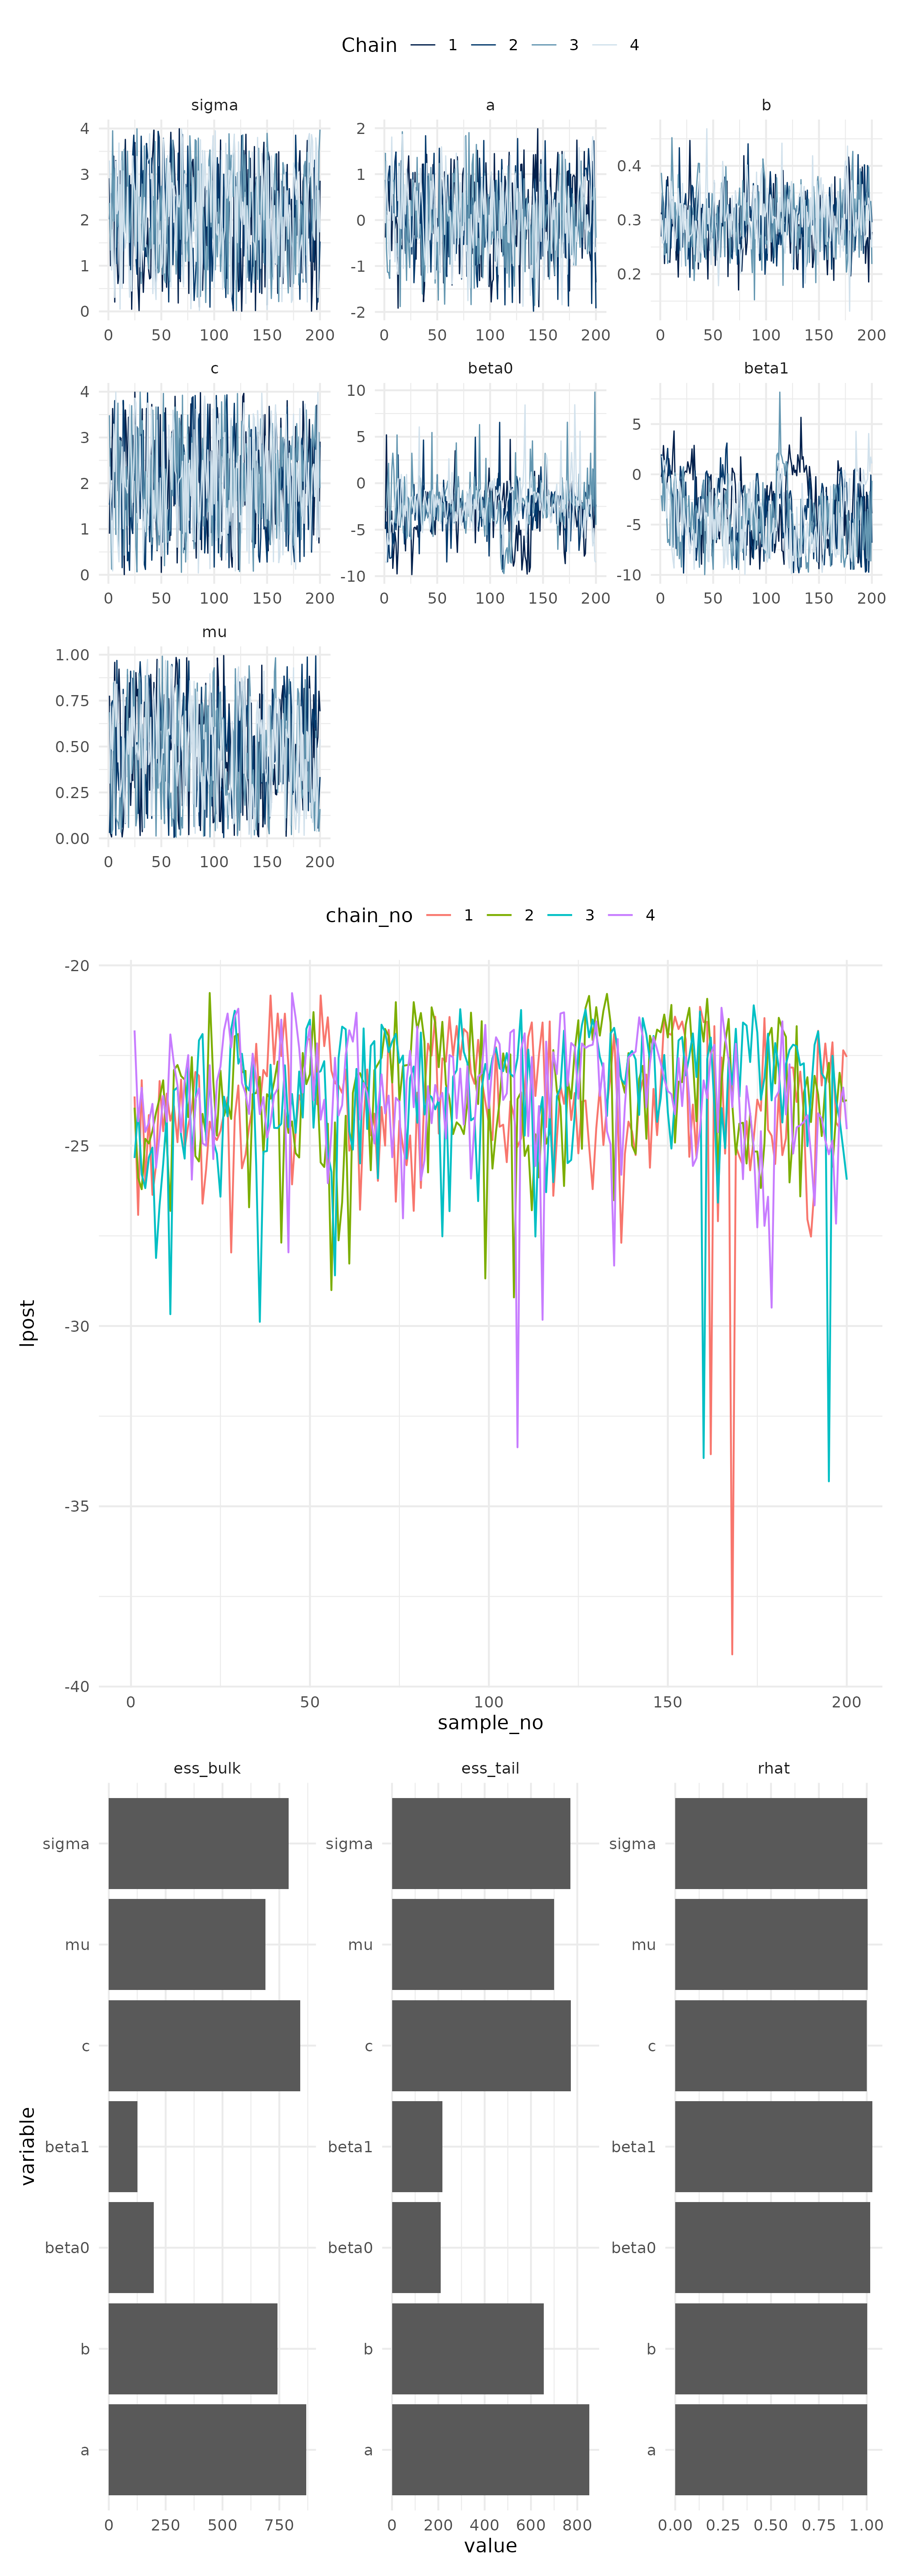 Chain 1 2 3 4
sigma a b
4 3 2 1 0
2 1 0 -1 -2
0.4 0.3 0.2
0 50 100 150 200 0 50 100 150 200 0 50 100 150 200
c beta0 beta1
4 3 2 1 0
10 5 0 -5 -10
5 0 -5 -10
0 50 100 150 200 0 50 100 150 200 0 50 100 150 200
mu
1.00 0.75 0.50 0.25 0.00
0 50 100 150 200
chain_no 1 2 3 4
-20
-25
-30
-35
-40
lpost
0 50 100 150 200
sample_no
ess_bulk ess_tail rhat
sigma sigma sigma
mu mu mu
c c c
beta1 beta1 beta1
beta0 beta0 beta0
b b b
a a a
variable
0 250 500 750 0 200 400 600 800 0.00 0.25 0.50 0.75 1.00
value